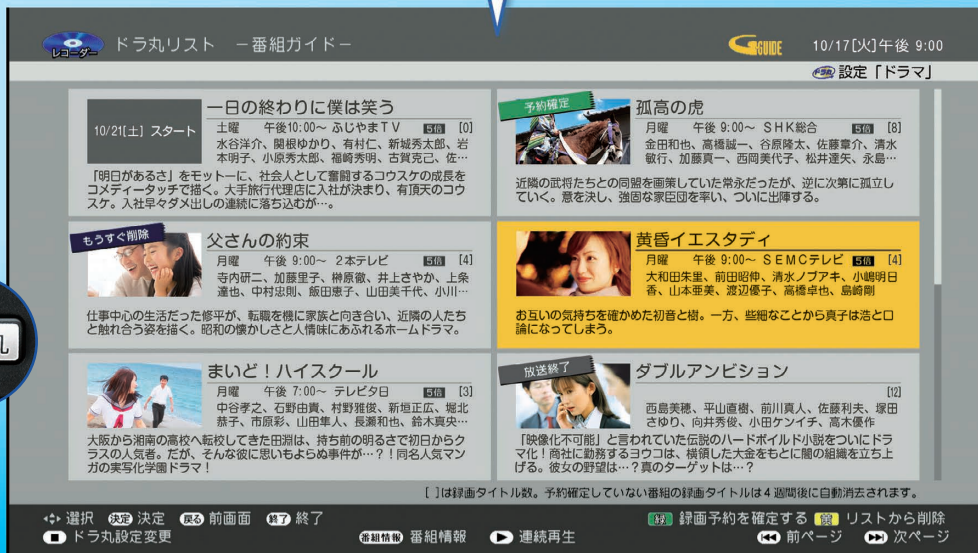 レコーダー ドラ丸リスト －番組ガイド－ GGUIDE 10/17[火]午後 9:00
ドラ丸 設定「ドラマ」
10/21[土] スタート
一日の終わりに僕は笑う
土曜 午後10:00～ ふじやまTV 5倍 [0]
水谷洋介、根岸ゆかり、有村仁、新城秀太郎、岩
本明子、小原秀太郎、福崎秀明、古賀克己、佐…
「明日があるさ」をモットーに、社会人として奮闘するコウスケの成長を
コメディータッチで描く。大手旅行代理店に入社が決まり、有頂天のコウ
スケ。入社早々ダメ出しの連続に落ち込むが…。
予約確定
孤高の虎
月曜 午後 9:00～ SHK総合 5倍 [8]
金田和也、高橋誠一、谷原隆太、佐藤章介、清水
敏行、加藤真一、西岡美代子、松井達矢、永島…
近隣の武将たちとの同盟を画策していた常永だったが、逆に次第に孤立し
ていく。意を決し、強固な家臣団を率い、ついに出陣する。
もうすぐ削除
父さんの約束
月曜 午後 9:00～ 2本テレビ 5倍 [4]
寺内研二、加藤里子、榊原徹、井上さやか、上条
達也、中村忠則、飯田恵子、山田美千代、小川…
仕事中心の生活だった修平が、転職を機に家族と向き合い、近隣の人たち
と触れ合う姿を描く。昭和の懐かしさと人情味にあふれるホームドラマ。
黄昏イエスタディ
月曜 午後 9:00～ SEMCテレビ 5倍 [4]
大和田朱里、前田昭伸、清水ノブアキ、小嶋明日
香、山本亜美、渡辺優子、高橋卓也、島崎剛
お互いの気持ちを確かめた初音と樹。一方、些細なことから真子は浩と口
論になってしまう。
まいど！ハイスクール
月曜 午後 7:00～ テレビタ日 5倍 [3]
中谷孝之、石野由貴、村野雅俊、新垣正広、堀北
恭子、市原彩、山田隼人、長瀬和也、鈴木真央…
大阪から湘南の高校へ転校してきた田淵は、持ち前の明るさで初日からク
ラスの人気者。だが、そんな彼に思いもよらぬ事件が…？！同名人気マン
ガの実写化学園ドラマ！
放送終了
ダブルアンビション
[12]
西島美穂、平山直樹、前川真人、佐藤利夫、塚田
さゆり、向井秀俊、小田ケンイチ、高木優作
「映像化不可能」と言われていた伝説のハードボイルド小説をついにドラ
マ化！商社に勤務するヨウコは、横領した大金をもとに闇の組織を立ち上
げる。彼女の野望は…？真のターゲットは…？
[ ]は録画タイトル数。予約確定していない番組の録画タイトルは4週間後に自動消去されます。
選択 決定 決定 戻る 前画面 終了 終了 緑 録画予約を確定する 黄 リストから削除
ドラ丸設定変更 番組情報 番組情報 連続再生 前ページ 次ページ